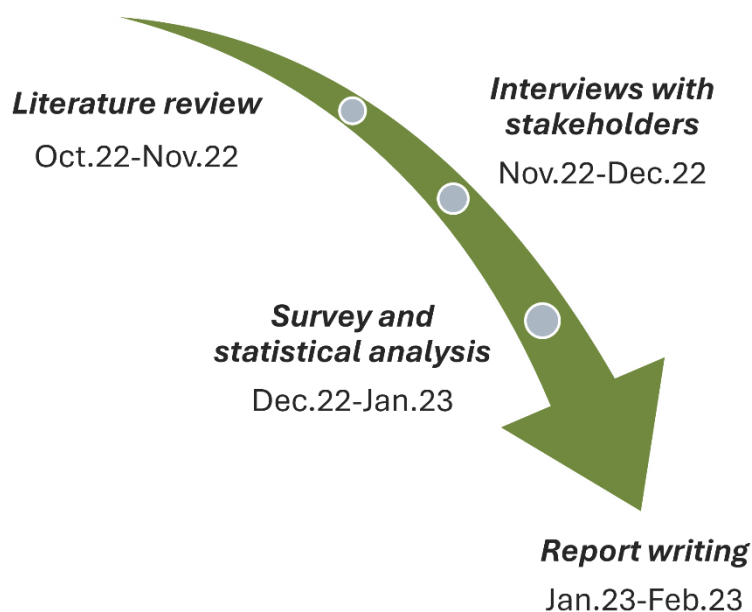 Literature review
Oct.22-Nov.22
Interviews with
stakeholders
Nov.22-Dec.22
Survey and
statistical analysis
Dec.22-Jan.23
Report writing
Jan.23-Feb.23